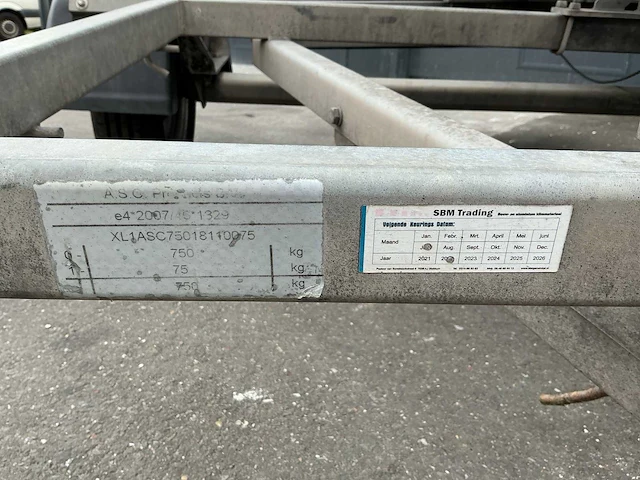 A.S.C.
e4*2007/46*1329
XL1ASC75018110075
750 kg
75 kg
750 kg
SBM Trading
Volgende Keurings Datum:
Maand Jan. Febr. Mrt. April Mei Juni
Aug. Sept. Okt. Nov. Dec.
Jaar 2021 2023 2024 2025 2026